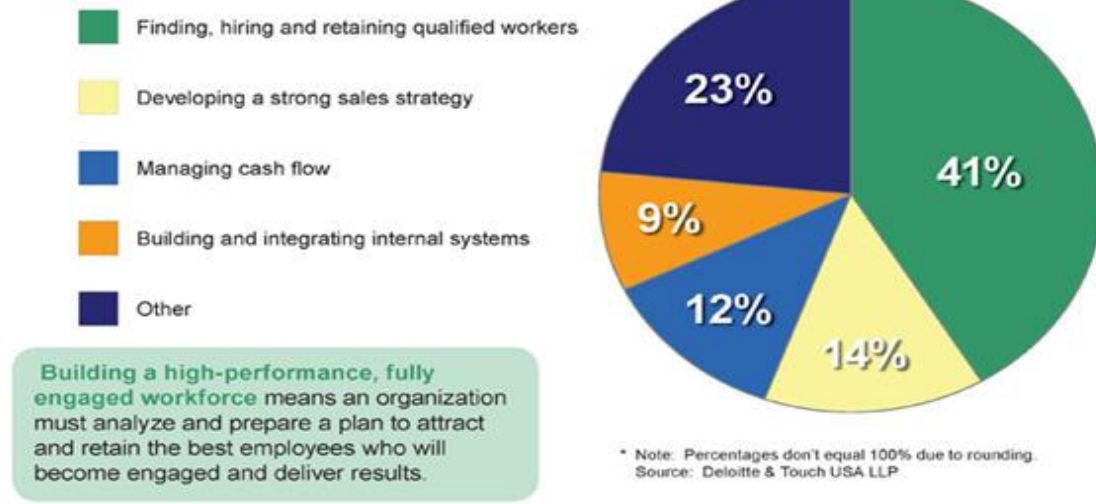 Finding, hiring and retaining qualified workers
Developing a strong sales strategy
Managing cash flow
Building and integrating internal systems
Other
23%
41%
9%
12%
14%
Building a high-performance, fully
engaged workforce means an organization
must analyze and prepare a plan to attract
and retain the best employees who will
become engaged and deliver results.
* Note: Percentages don't equal 100% due to rounding.
Source: Deloitte & Touch USA LLP